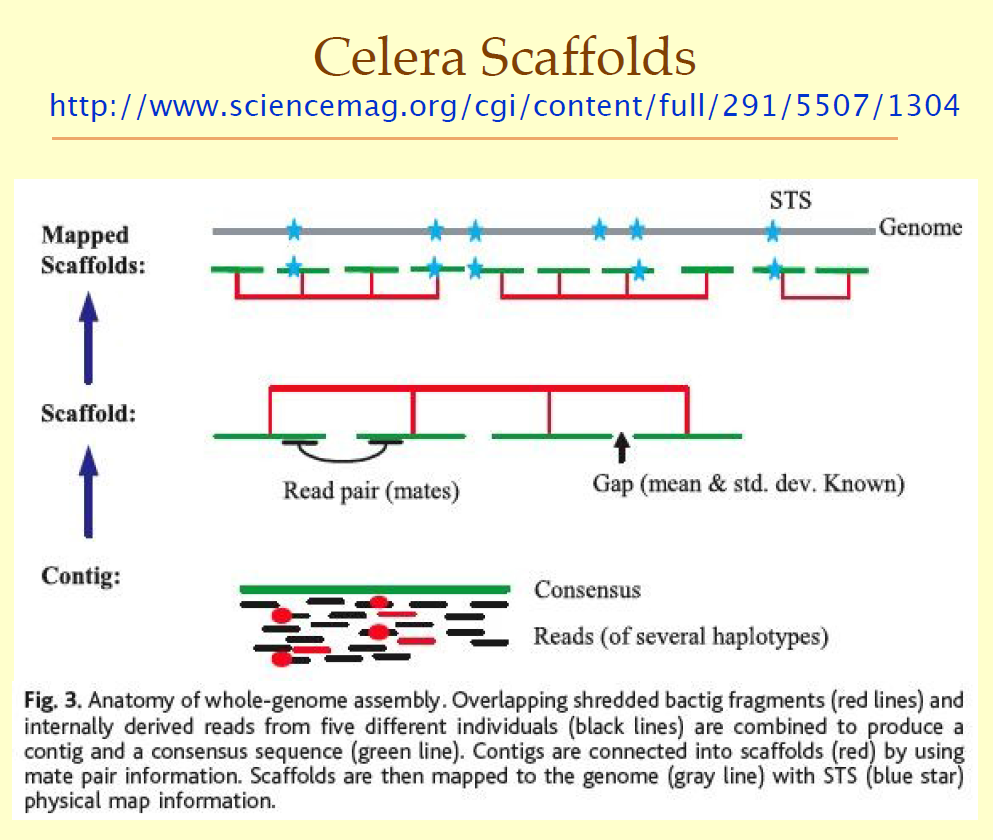 Celera Scaffolds
http://www.sciencemag.org/cgi/content/full/291/5507/1304
STS
Genome
Mapped
Scaffolds:
Scaffold:
Read pair (mates)
Gap (mean & std. dev. Known)
Contig:
Consensus
Reads (of several haplotypes)
Fig. 3. Anatomy of whole-genome assembly. Overlapping shredded bactig fragments (red lines) and
internally derived reads from five different individuals (black lines) are combined to produce a
contig and a consensus sequence (green line). Contigs are connected into scaffolds (red) by using
mate pair information. Scaffolds are then mapped to the genome (gray line) with STS (blue star)
physical map information.